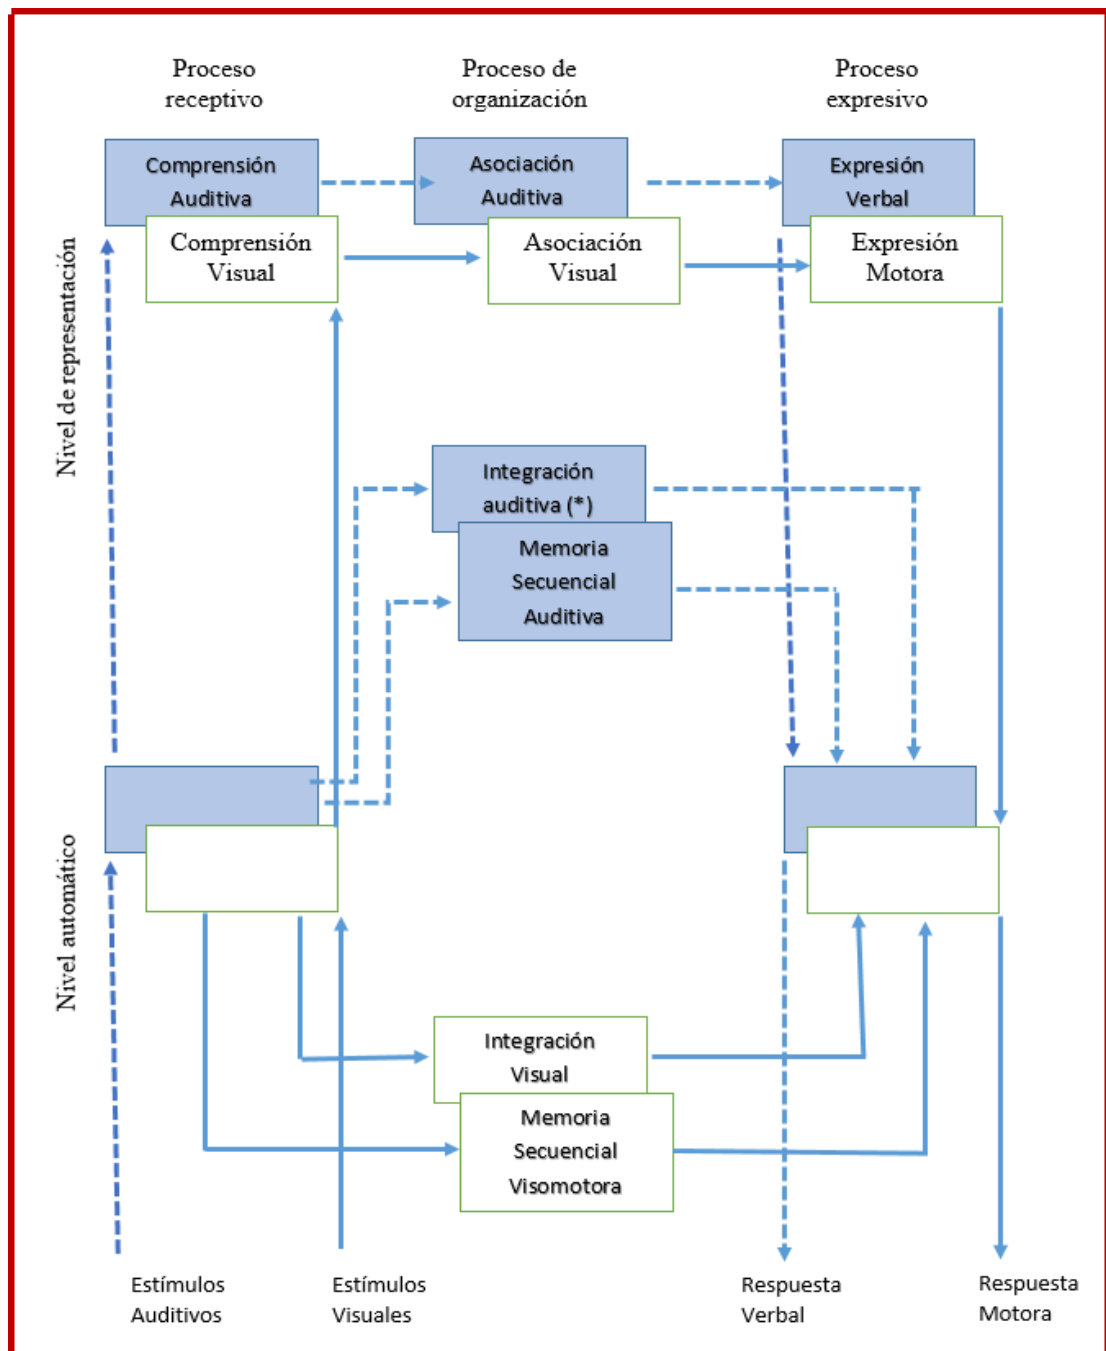 Proceso
receptivo
Proceso de
organización
Proceso
expresivo
Comprensión
Auditiva
Asociación
Auditiva
Expresión
Verbal
Comprensión
Visual
Asociación
Visual
Expresión
Motora
Nivel de representación
Integración
auditiva (*)
Memoria
Secuencial
Auditiva
Nivel automático
Integración
Visual
Memoria
Secuencial
Visomotora
Estímulos
Auditivos
Estímulos
Visuales
Respuesta
Verbal
Respuesta
Motora